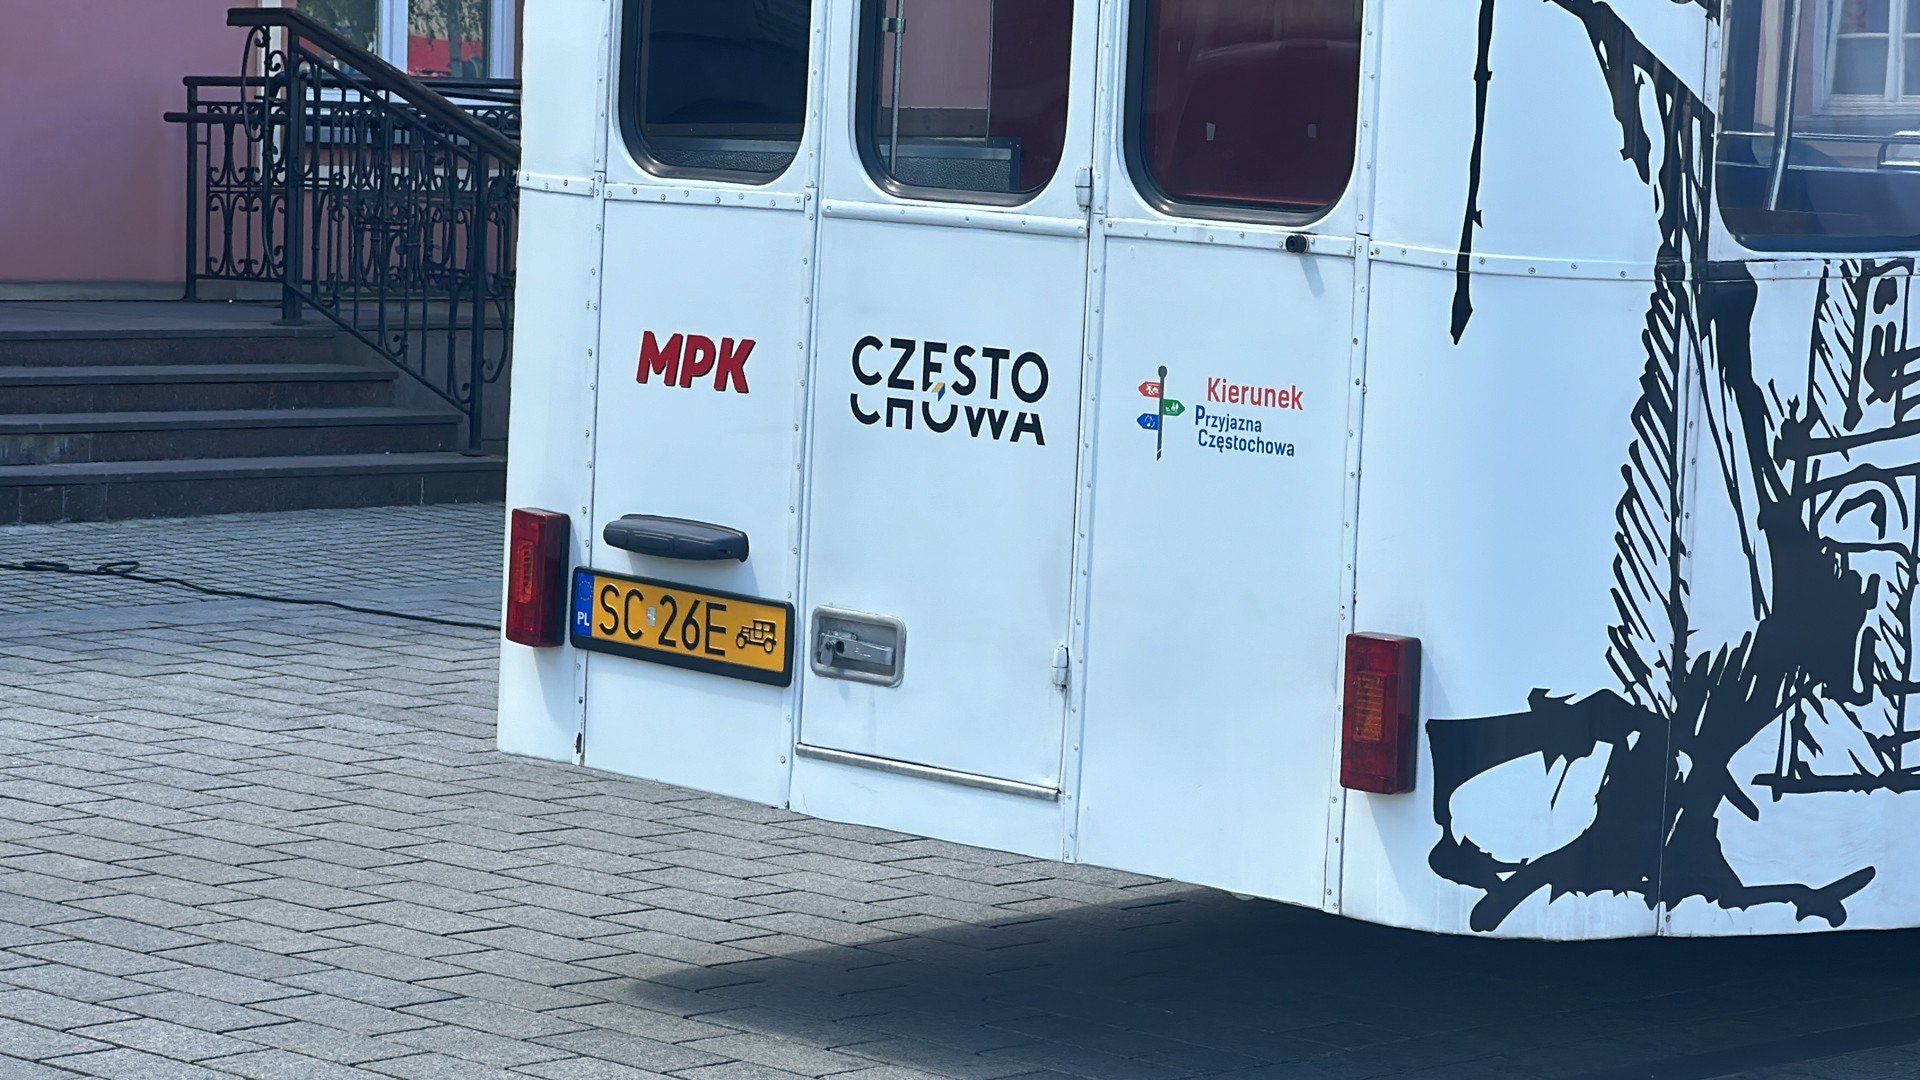 MPK
CZĘSTO
CHOWA
Kierunek
Przyjazna
Częstochowa
PL SC 26E